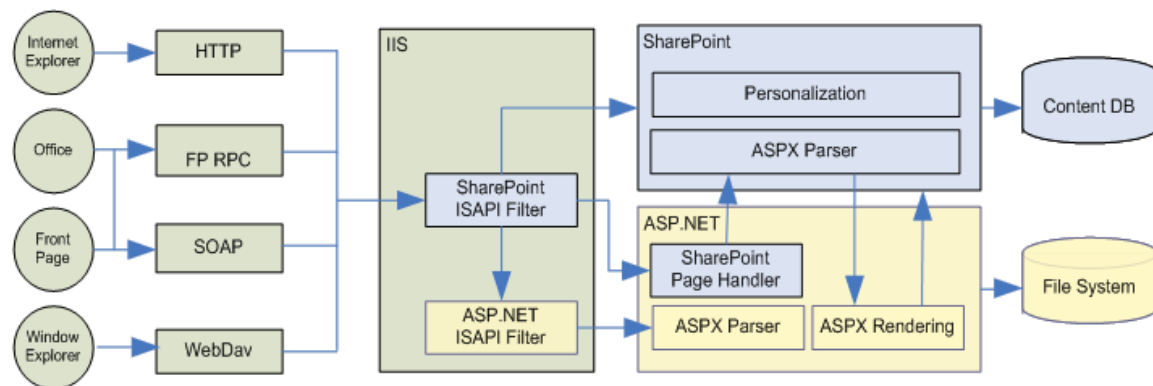 Internet
Explorer
HTTP
Office
FP RPC
Front
Page
SOAP
Window
Explorer
WebDav
IIS
SharePoint
ISAPI Filter
ASP.NET
ISAPI Filter
SharePoint
Personalization
ASPX Parser
ASP.NET
SharePoint
Page Handler
ASPX Parser
ASPX Rendering
Content DB
File System